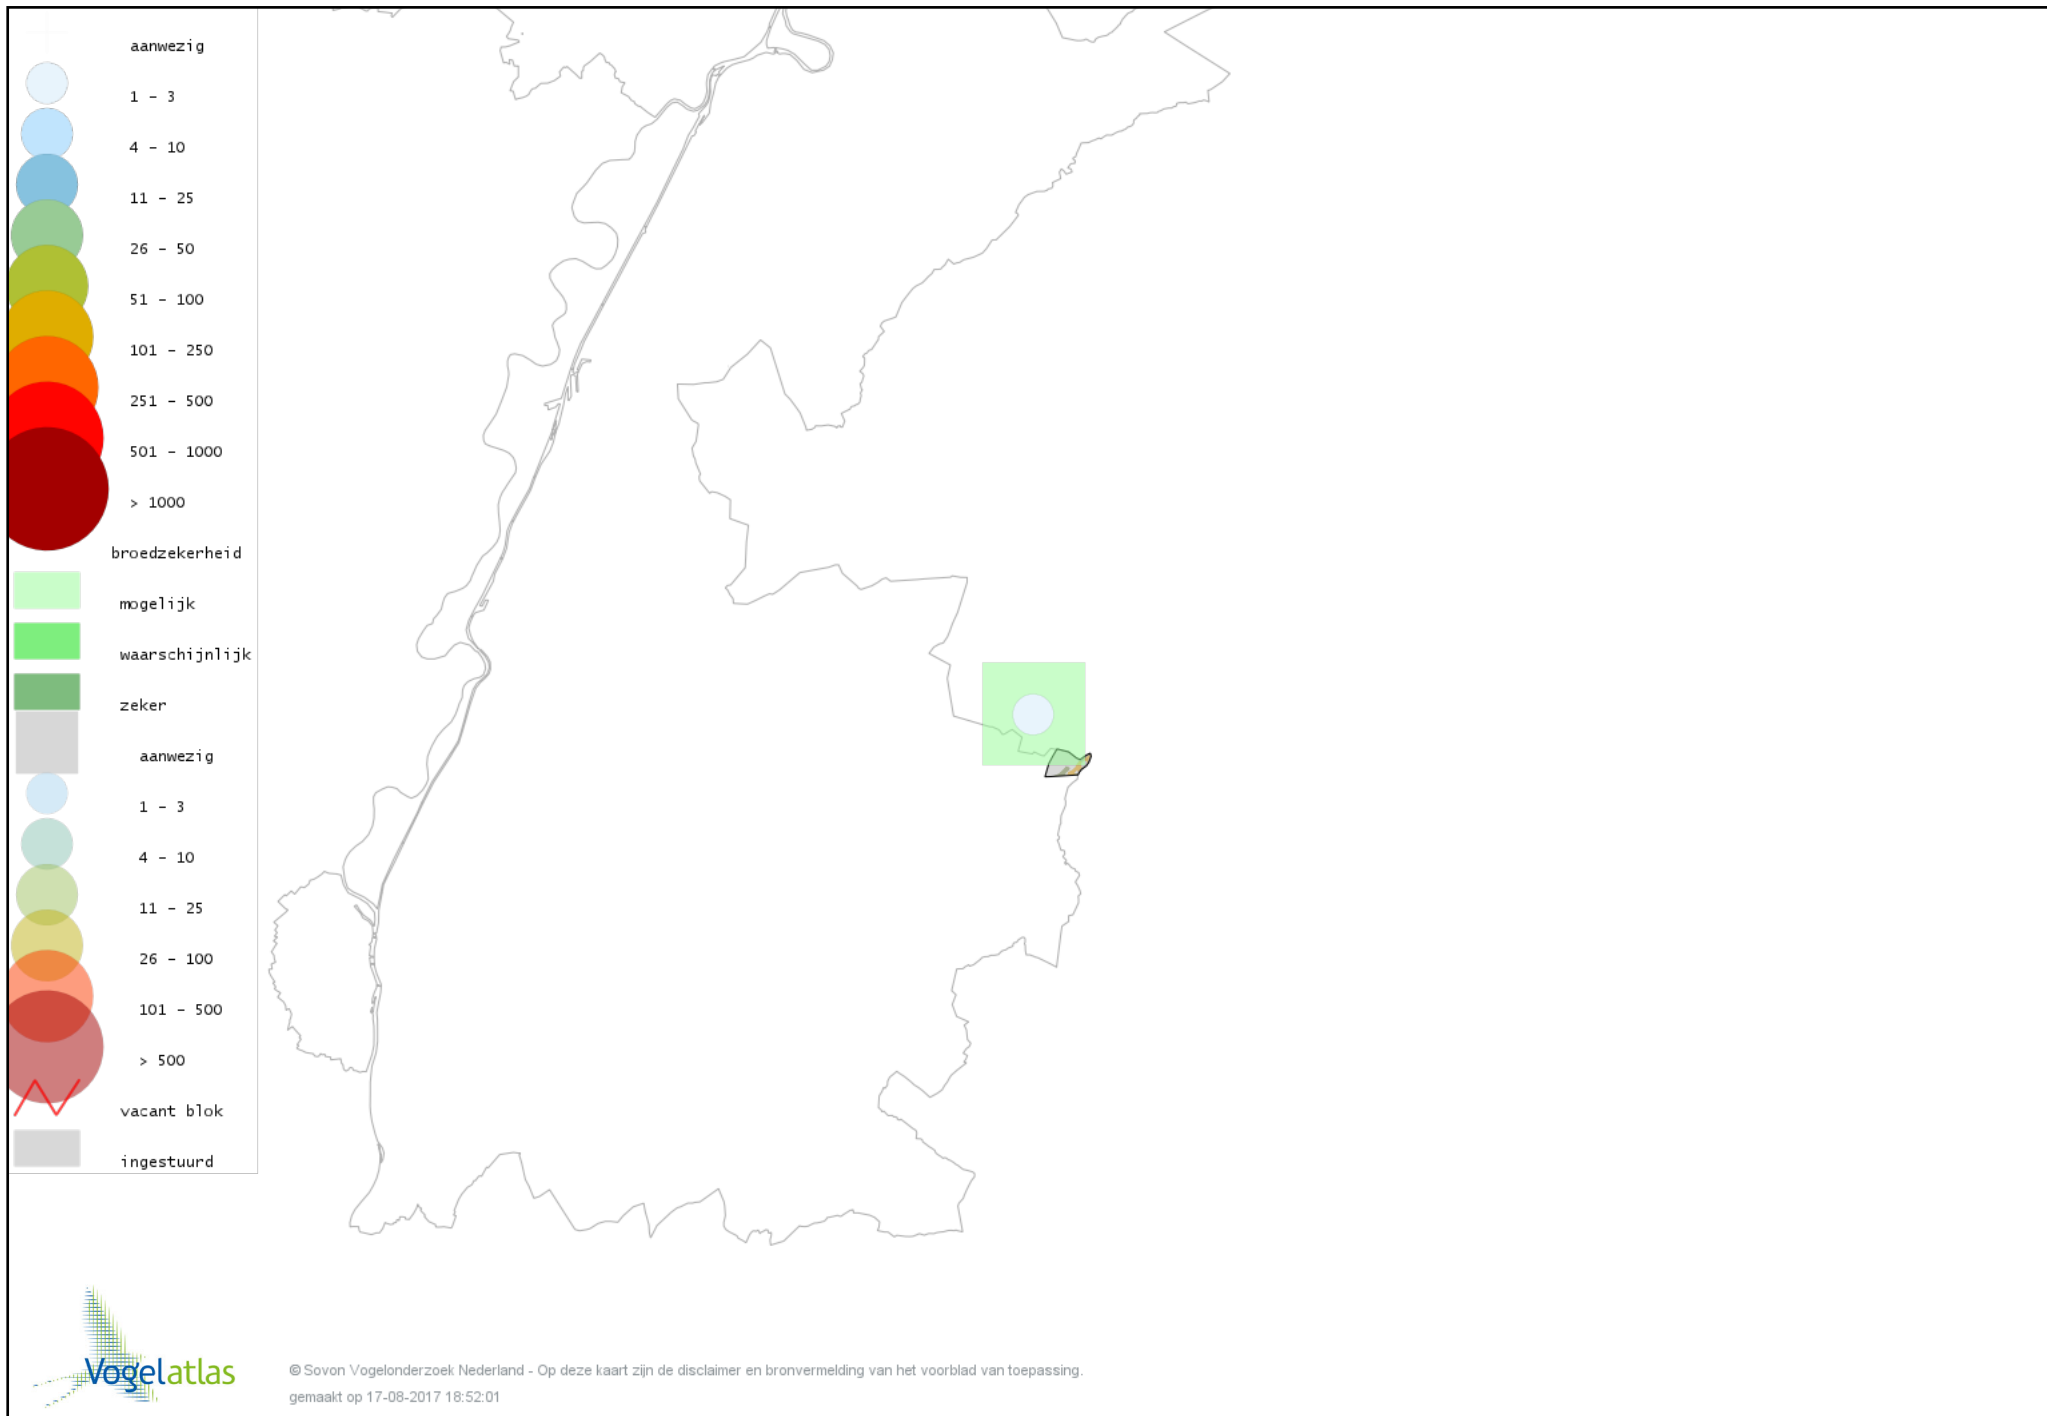 aanwezig
1 - 3
4 - 10
11 - 25
26 - 50
51 - 100
101 - 250
251 - 500
501 - 1000
> 1000
broedzekerheid
mogelijk
waarschijnlijk
zeker
aanwezig
1 - 3
4 - 10
11 - 25
26 - 100
101 - 500
> 500
vacant blok
ingestuurd
Vogelatlas
© Sovon Vogelonderzoek Nederland - Op deze kaart zijn de disclaimer en bronvermelding van het voorblad van toepassing.
gemaakt op 17-08-2017 18:52:01